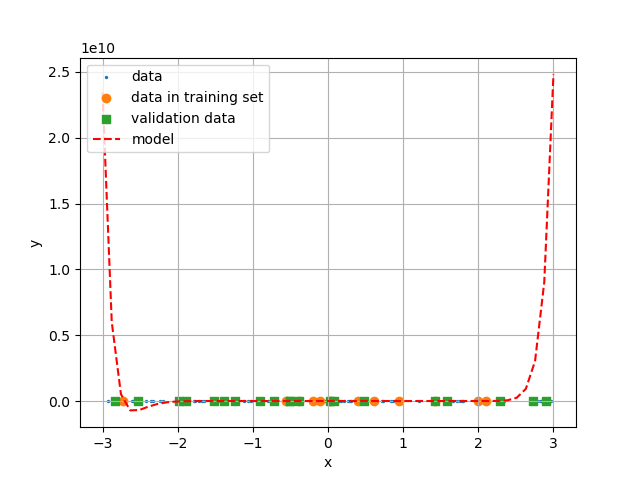 1e10
2.5
2.0
1.5
1.0
0.5
0.0
y
data
data in training set
validation data
model
−3 −2 −1 0 1 2 3
x